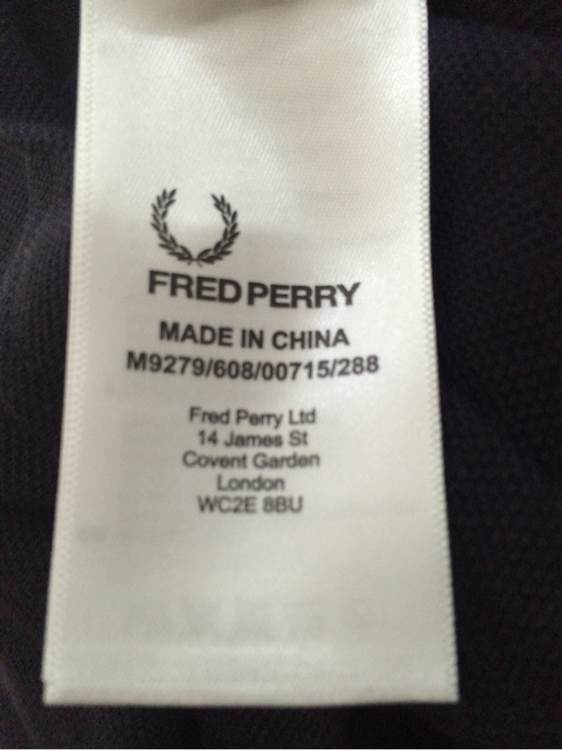 FRED PERRY
MADE IN CHINA
M9279/608/00715/288
Fred Perry Ltd
14 James St
Covent Garden
London
WC2E 8BU